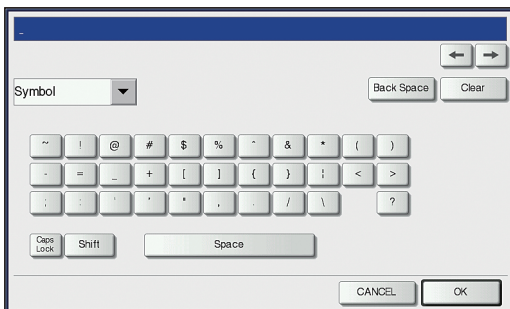 _
← →
Symbol ▼ Back Space Clear
~ ! @ # $ % ^ & * ( )
- = _ + [ ] { } ¦ < >
; : ' " , . / \ ?
Caps Lock Shift Space
CANCEL OK